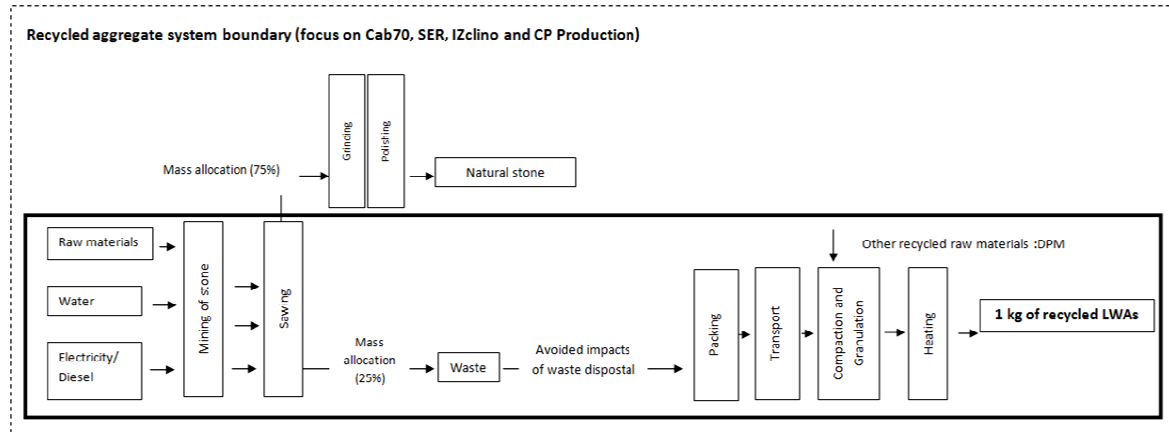 Recycled aggregate system boundary (focus on Cab70, SER, IZclino and CP Production)
Grincing
Polishing
Mass allocation (75%)
Natural stone
Raw materials
Water
Electricity/
Diesel
Mining of stone
Sawing
Mass
allocation
(25%)
Waste
Avoided impacts
of waste dispostal
Packing
Transport
Other recycled raw materials :DPM
Compaction and
Granulation
Heating
1 kg of recycled LWAs